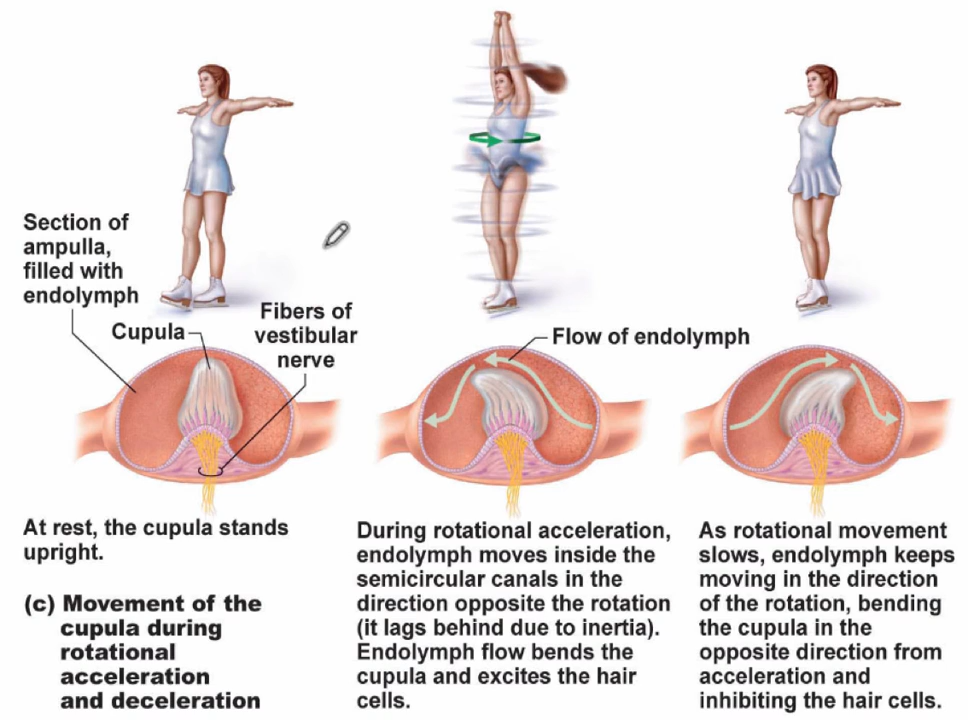 Section of
ampulla,
filled with
endolymph
Cupula
Fibers of
vestibular
nerve
Flow of endolymph
At rest, the cupula stands
upright.
(c) Movement of the
cupula during
rotational
acceleration
and deceleration
During rotational acceleration,
endolymph moves inside the
semicircular canals in the
direction opposite the rotation
(it lags behind due to inertia).
Endolymph flow bends the
cupula and excites the hair
cells.
As rotational movement
slows, endolymph keeps
moving in the direction
of the rotation, bending
the cupula in the
opposite direction from
acceleration and
inhibiting the hair cells.